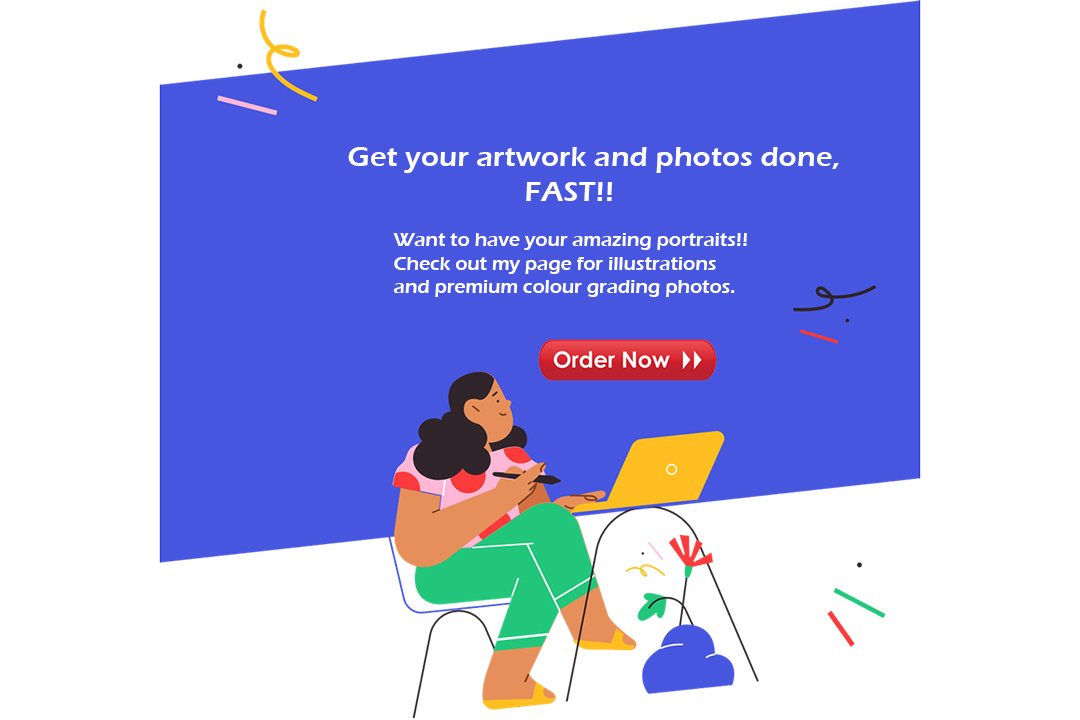 Get your artwork and photos done,
FAST!!
Want to have your amazing portraits!!
Check out my page for illustrations
and premium colour grading photos.
Order Now